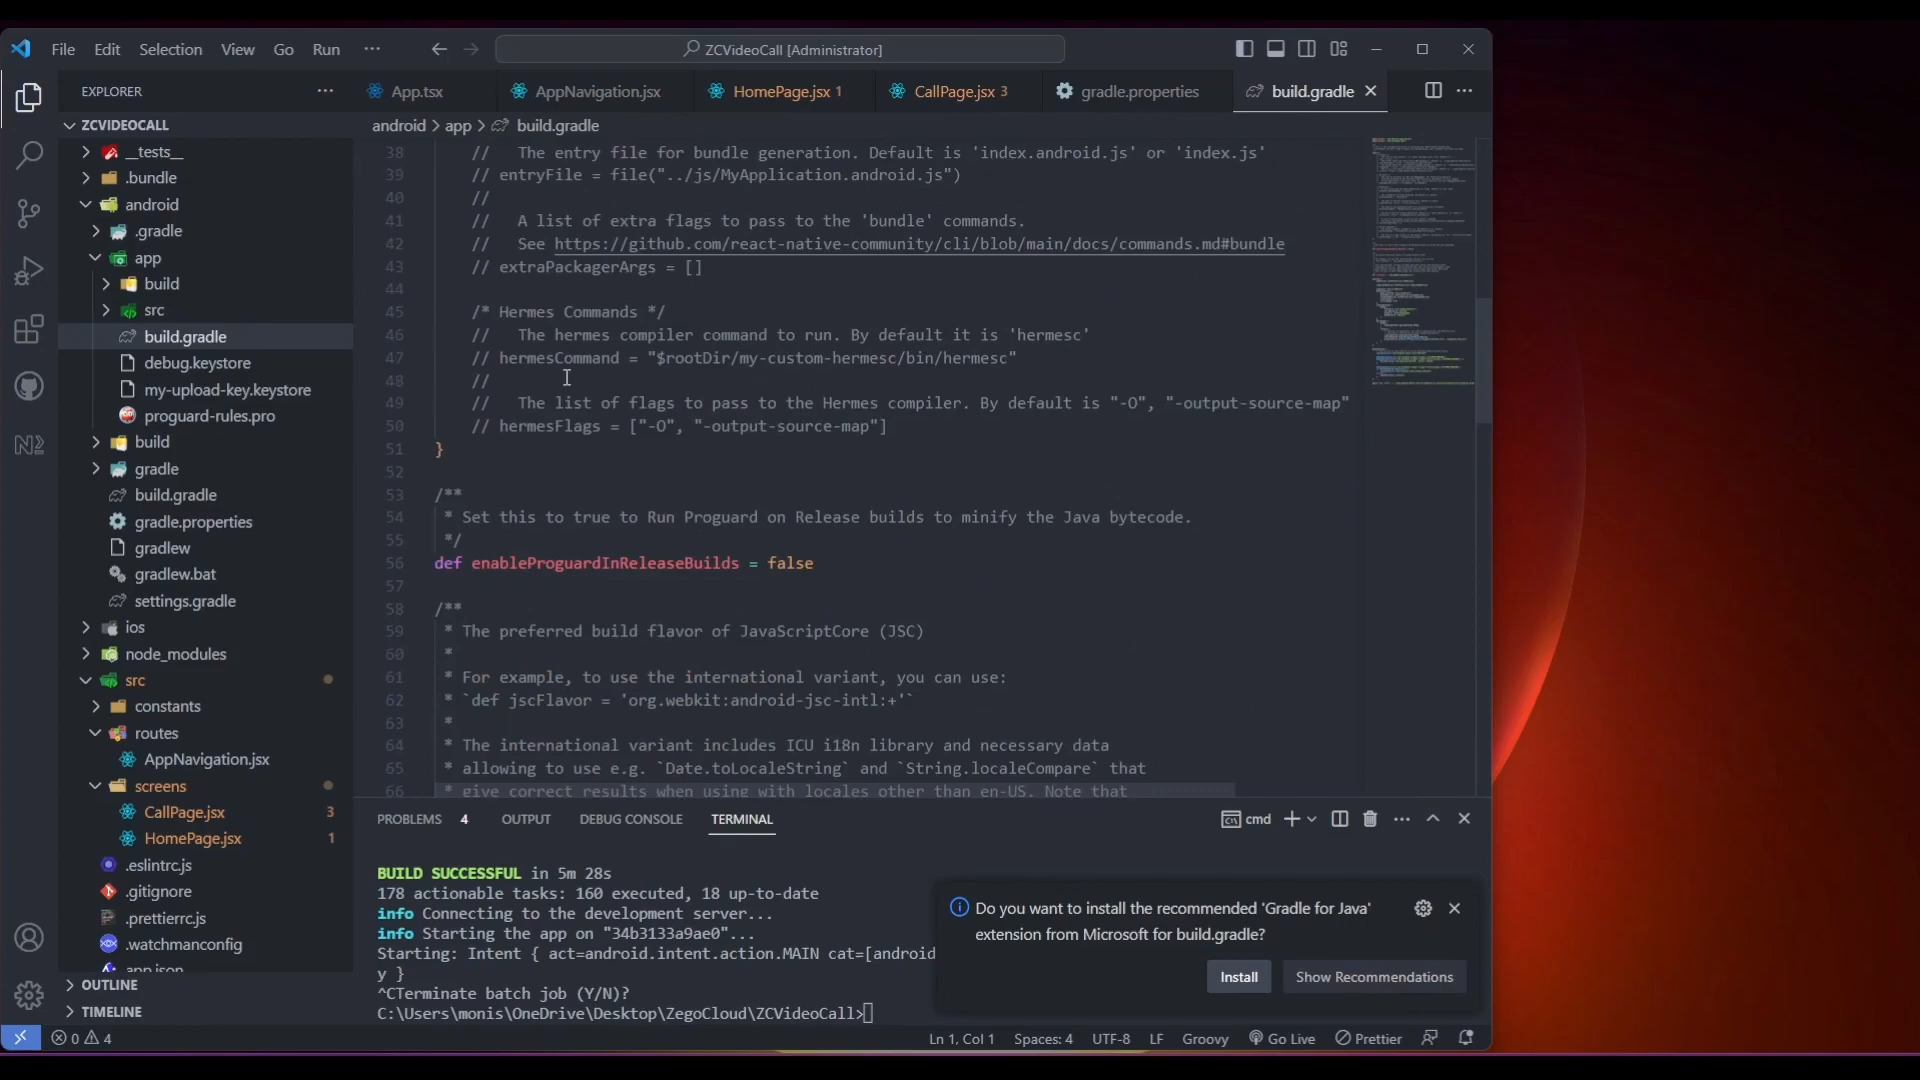 File Edit Selection View Go Run ··· ZCVideoCall [Administrator]
EXPLORER ··· App.tsx AppNavigation.jsx HomePage.jsx 1 CallPage.jsx 3 gradle.properties build.gradle
ZCVIDEOCALL
__tests__
.bundle
android
.gradle
app
build
src
build.gradle
debug.keystore
my-upload-key.keystore
proguard-rules.pro
build
gradle
build.gradle
gradle.properties
gradlew
gradlew.bat
settings.gradle
ios
node_modules
src
constants
routes
AppNavigation.jsx
screens
CallPage.jsx 3
HomePage.jsx 1
.eslintrc.js
.gitignore
.prettierrc.js
.watchmanconfig
app.json
OUTLINE
TIMELINE
android > app > build.gradle
38 //   The entry file for bundle generation. Default is 'index.android.js' or 'index.js'
39 // entryFile = file("../js/MyApplication.android.js")
40 //
41 //   A list of extra flags to pass to the 'bundle' commands.
42 //   See https://github.com/react-native-community/cli/blob/main/docs/commands.md#bundle
43 // extraPackagerArgs = []
44
45 /* Hermes Commands */
46 //   The hermes compiler command to run. By default it is 'hermesc'
47 // hermesCommand = "$rootDir/my-custom-hermesc/bin/hermesc"
48 //
49 //   The list of flags to pass to the Hermes compiler. By default is "-O", "-output-source-map"
50 // hermesFlags = ["-O", "-output-source-map"]
51 }
52
53 /**
54 * Set this to true to Run Proguard on Release builds to minify the Java bytecode.
55 */
56 def enableProguardInReleaseBuilds = false
57
58 /**
59 * The preferred build flavor of JavaScriptCore (JSC)
60 *
61 * For example, to use the international variant, you can use:
62 * `def jscFlavor = 'org.webkit:android-jsc-intl:+'`
63 *
64 * The international variant includes ICU i18n library and necessary data
65 * allowing to use e.g. `Date.toLocaleString` and `String.localeCompare` that
66 * give correct results when using with locales other than en-US. Note that
PROBLEMS 4 OUTPUT DEBUG CONSOLE TERMINAL cmd
BUILD SUCCESSFUL in 5m 28s
178 actionable tasks: 160 executed, 18 up-to-date
info Connecting to the development server...
info Starting the app on "34b3133a9ae0"...
Starting: Intent { act=android.intent.action.MAIN cat=[android
y }
^CTerminate batch job (Y/N)?
C:\Users\monis\OneDrive\Desktop\ZegoCloud\ZCVideoCall>
Do you want to install the recommended 'Gradle for Java'
extension from Microsoft for build.gradle?
Install Show Recommendations
0 4 Ln 1, Col 1 Spaces: 4 UTF-8 LF Groovy Go Live Prettier